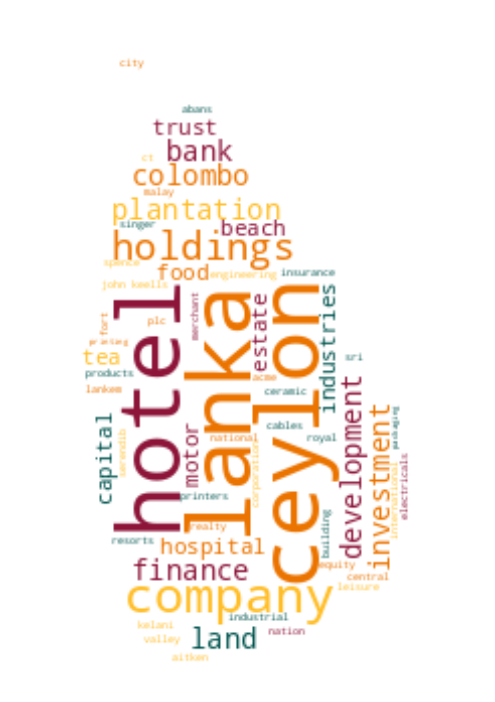 city
abans
trust
ct
bank
colombo
malay
plantation
singer
beach
holdings
spence
food
engineering
insurance
john keells
hotel
lanka
ceylon
merchant
estate
industries
fort
plc
printing
tea
sri
products
acme
lankem
ceramic
development
investment
packaging
capital
serendib
motor
national
cables
royal
corporation
international
electricals
printers
realty
building
resorts
hospital
finance
equity
central
company
leisure
industrial
kelani
nation
valley
land
aitken